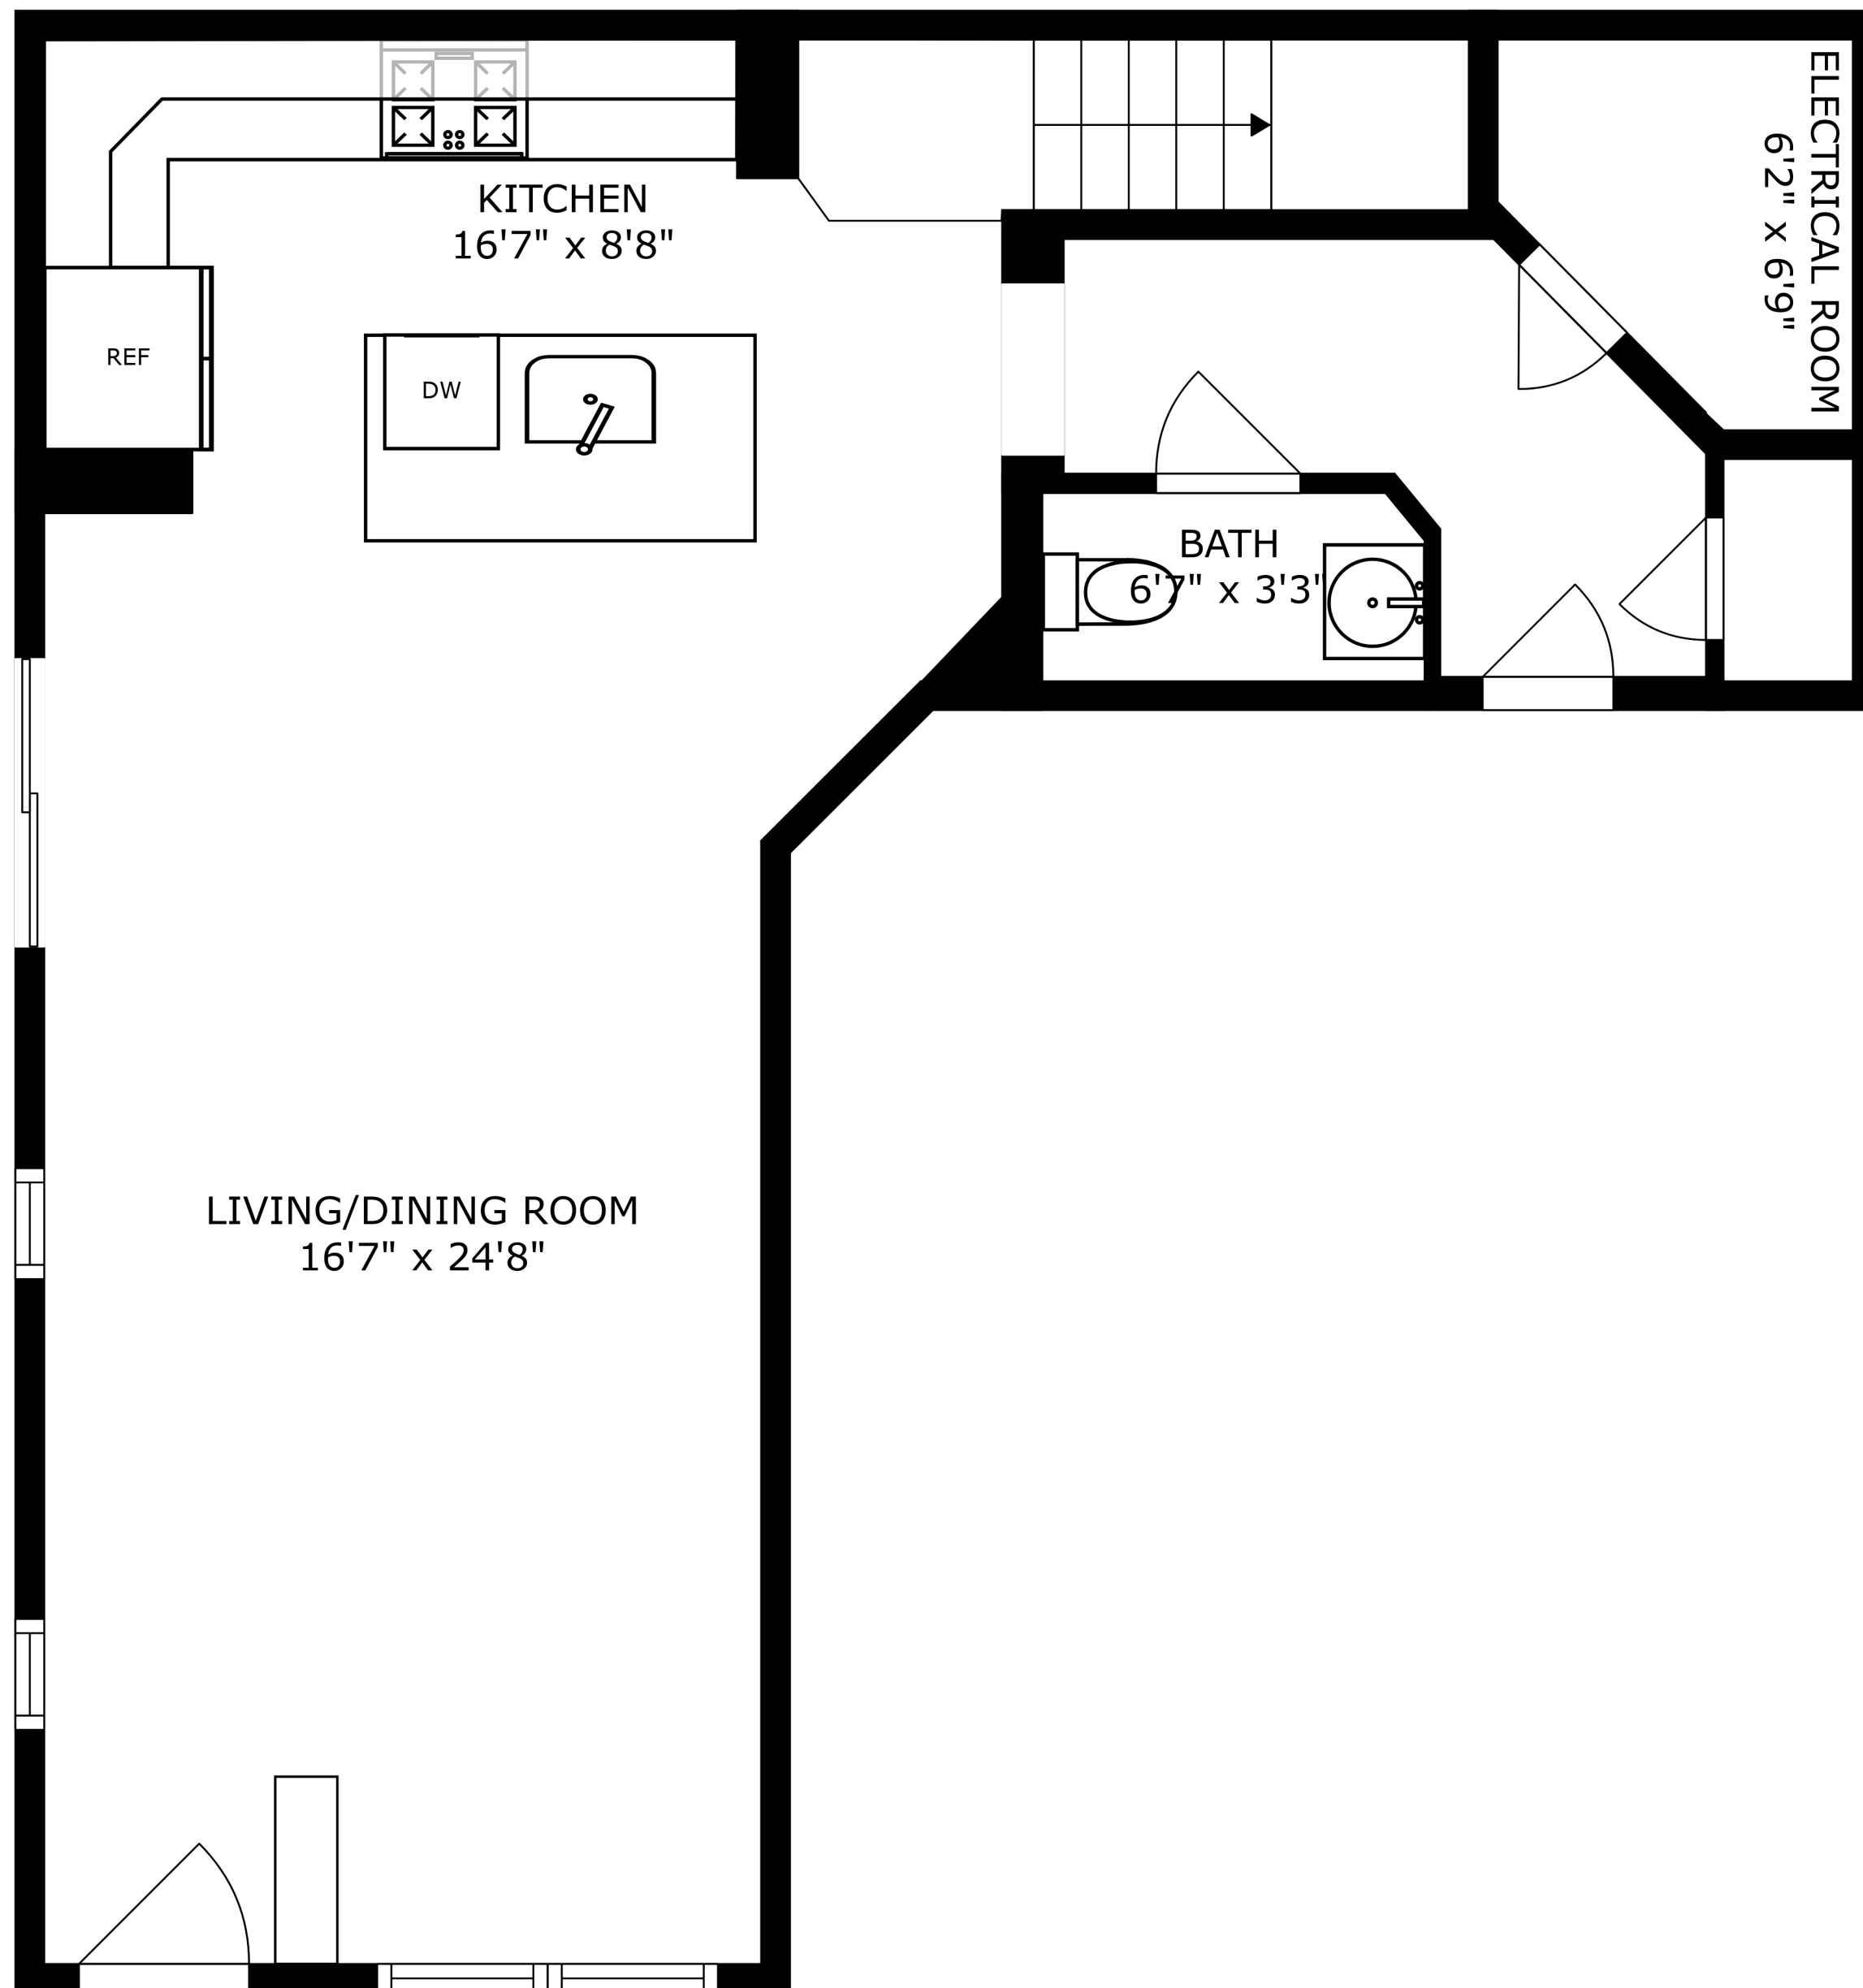 KITCHEN
16'7" x 8'8"
REF
DW
ELECTRICAL ROOM
6'2" x 6'9"
BATH
6'7" x 3'3"
LIVING/DINING ROOM
16'7" x 24'8"